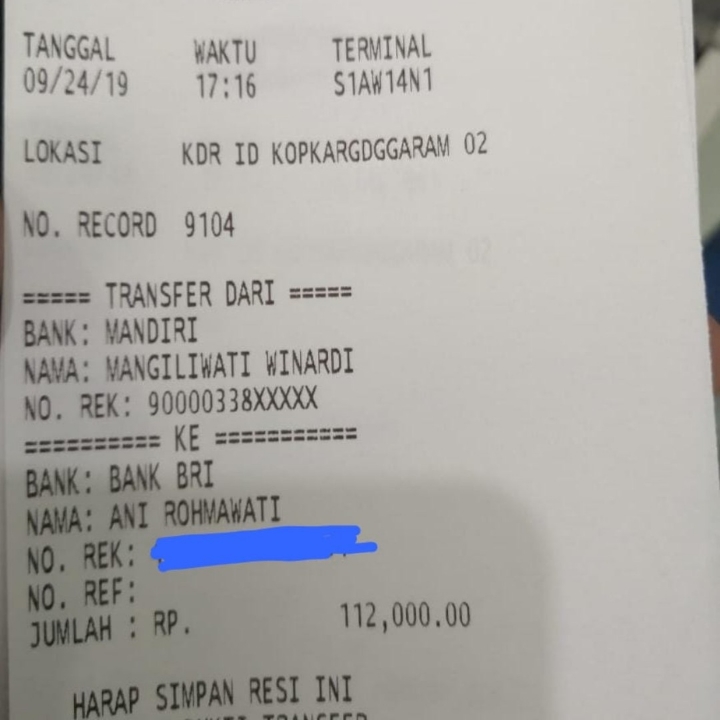 TANGGAL WAKTU TERMINAL
09/24/19 17:16 S1AW14N1
LOKASI KDR ID KOPKARGDGGARAM 02
NO. RECORD 9104
===== TRANSFER DARI =====
BANK: MANDIRI
NAMA: MANGILIWATI WINARDI
NO. REK: 90000338XXXXX
========== KE ===========
BANK: BANK BRI
NAMA: ANI ROHMAWATI
NO. REK:
NO. REF:
JUMLAH : RP. 112,000.00
HARAP SIMPAN RESI INI
TRANSFER